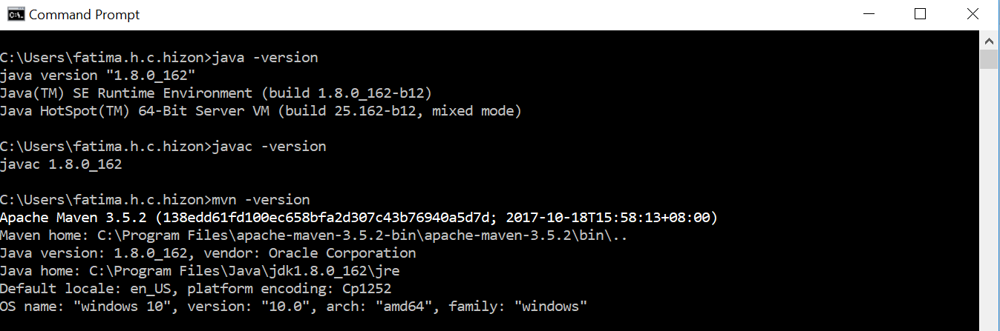 Command Prompt
C:\Users\fatima.h.c.hizon>java -version
java version "1.8.0_162"
Java(TM) SE Runtime Environment (build 1.8.0_162-b12)
Java HotSpot(TM) 64-Bit Server VM (build 25.162-b12, mixed mode)
C:\Users\fatima.h.c.hizon>javac -version
javac 1.8.0_162
C:\Users\fatima.h.c.hizon>mvn -version
Apache Maven 3.5.2 (138edd61fd100ec658bfa2d307c43b76940a5d7d; 2017-10-18T15:58:13+08:00)
Maven home: C:\Program Files\apache-maven-3.5.2-bin\apache-maven-3.5.2\bin\..
Java version: 1.8.0_162, vendor: Oracle Corporation
Java home: C:\Program Files\Java\jdk1.8.0_162\jre
Default locale: en_US, platform encoding: Cp1252
OS name: "windows 10", version: "10.0", arch: "amd64", family: "windows"